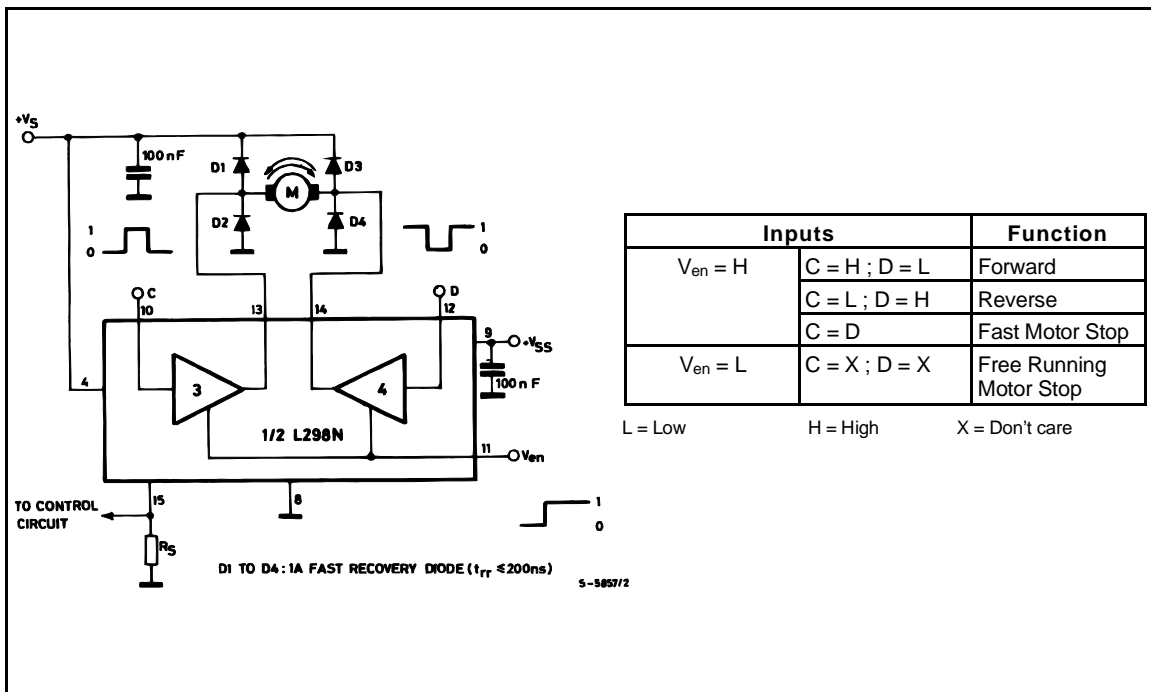 +VS
100 nF
D1
D3
M
D2
D4
1
0
1
0
C
D
10
13
14
12
9
+VSS
100 n F
4
3
4
1/2 L298N
11
Ven
15
8
TO CONTROL
CIRCUIT
RS
1
0
D1 TO D4 : 1A FAST RECOVERY DIODE (trr ≤ 200ns)
S-5857/2
Inputs Function
Ven = H C = H ; D = L Forward
C = L ; D = H Reverse
C = D Fast Motor Stop
Ven = L C = X ; D = X Free Running
Motor Stop
L = Low H = High X = Don't care